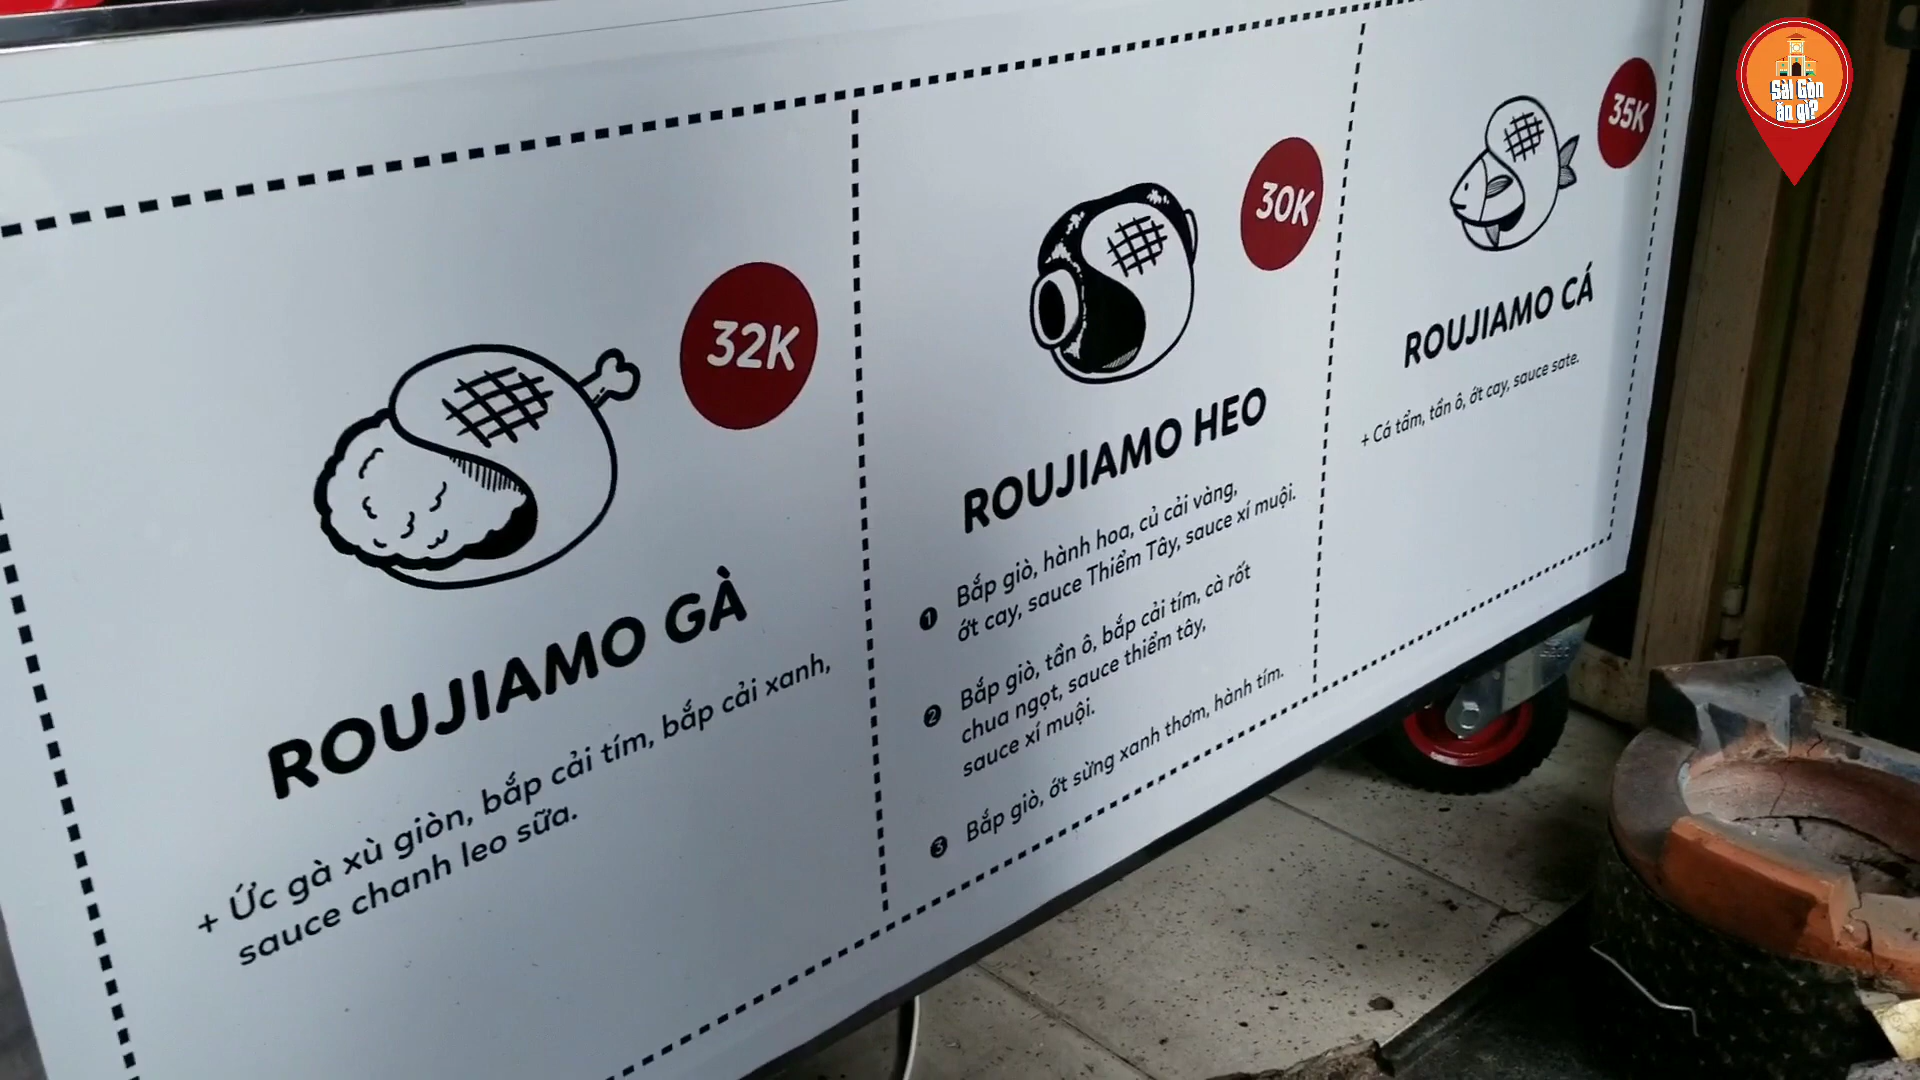 32K
ROUJIAMO GÀ
+ Ức gà xù giòn, bắp cải tím, bắp cải xanh,
sauce chanh leo sữa.
30K
ROUJIAMO HEO
1 Bắp giò, hành hoa, củ cải vàng,
ớt cay, sauce Thiểm Tây, sauce xí muội.
2 Bắp giò, tần ô, bắp cải tím, cà rốt
chua ngọt, sauce thiểm tây,
sauce xí muội.
3 Bắp giò, ớt sừng xanh thơm, hành tím.
35K
ROUJIAMO CÁ
+ Cá tẩm, tần ô, ớt cay, sauce sate.
Sài Gòn
ăn gì?